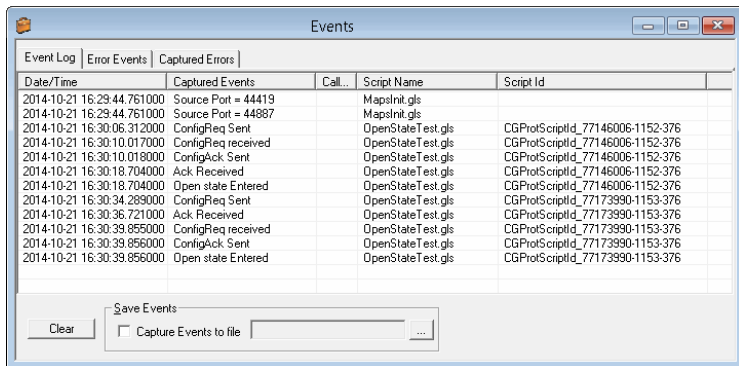 Events
Event Log Error Events Captured Errors
Date/Time Captured Events Call... Script Name Script Id
2014-10-21 16:29:44.761000 Source Port = 44419 MapsInit.gls
2014-10-21 16:29:44.761000 Source Port = 44887 MapsInit.gls
2014-10-21 16:30:06.312000 ConfigReq Sent OpenStateTest.gls CGProtScriptId_77146006-1152-376
2014-10-21 16:30:10.017000 ConfigReq received OpenStateTest.gls CGProtScriptId_77146006-1152-376
2014-10-21 16:30:10.018000 ConfigAck Sent OpenStateTest.gls CGProtScriptId_77146006-1152-376
2014-10-21 16:30:18.704000 Ack Received OpenStateTest.gls CGProtScriptId_77146006-1152-376
2014-10-21 16:30:18.704000 Open state Entered OpenStateTest.gls CGProtScriptId_77146006-1152-376
2014-10-21 16:30:34.289000 ConfigReq Sent OpenStateTest.gls CGProtScriptId_77173990-1153-376
2014-10-21 16:30:36.721000 Ack Received OpenStateTest.gls CGProtScriptId_77173990-1153-376
2014-10-21 16:30:39.855000 ConfigReq received OpenStateTest.gls CGProtScriptId_77173990-1153-376
2014-10-21 16:30:39.856000 ConfigAck Sent OpenStateTest.gls CGProtScriptId_77173990-1153-376
2014-10-21 16:30:39.856000 Open state Entered OpenStateTest.gls CGProtScriptId_77173990-1153-376
Save Events
Clear Capture Events to file ...